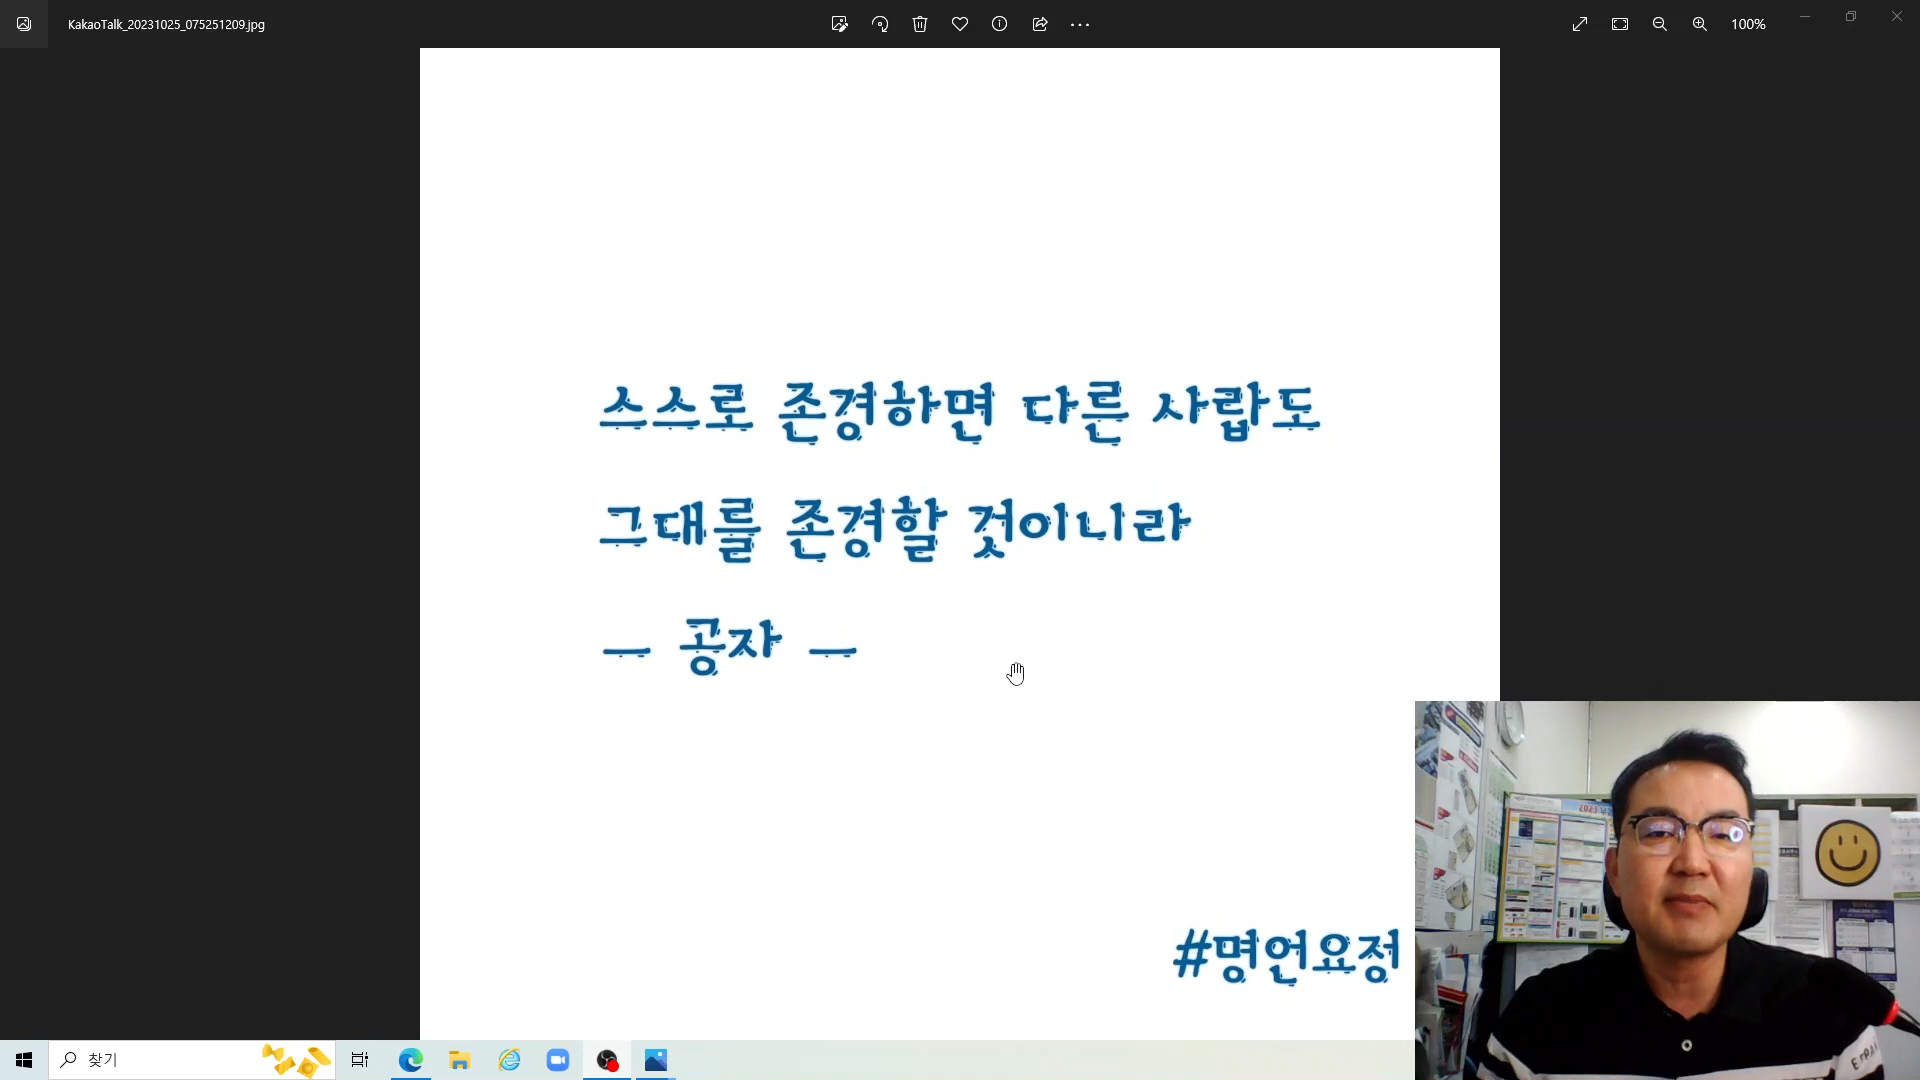 KakaoTalk_20231025_075251209.jpg
100%
스스로 존경하면 다른 사랍도
그대를 존경할 것이니라
- 공자 -
#명언요정
찾기